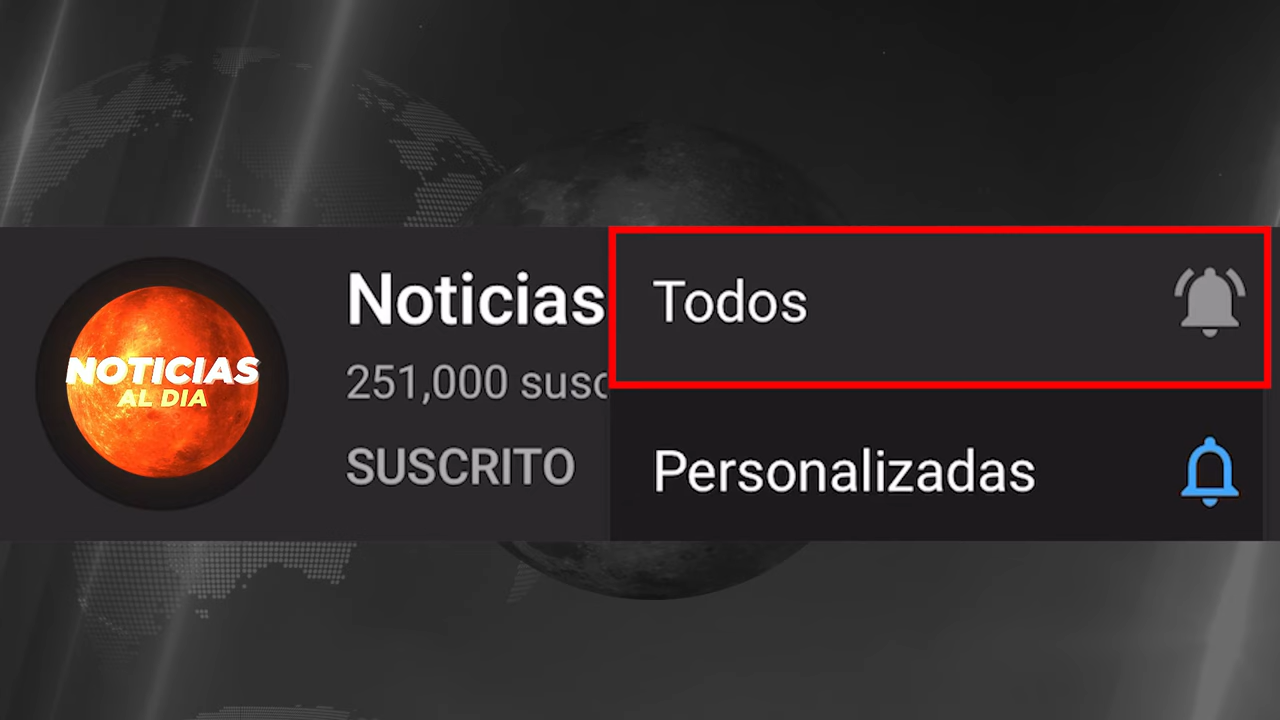 NOTICIAS
AL DIA
Noticias
251,000 susc
SUSCRITO
Todos
Personalizadas